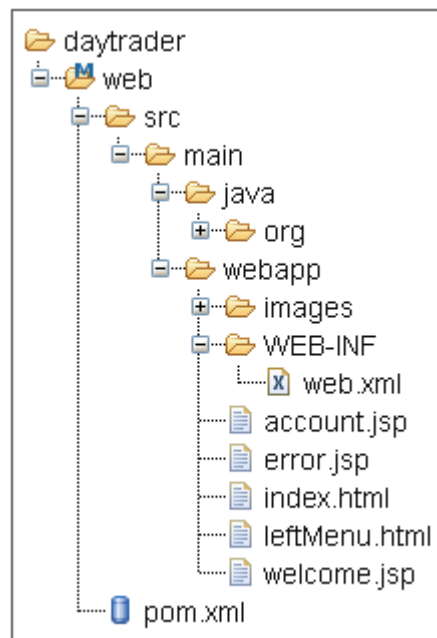 daytrader
web
src
main
java
org
webapp
images
WEB-INF
web.xml
account.jsp
error.jsp
index.html
leftMenu.html
welcome.jsp
pom.xml